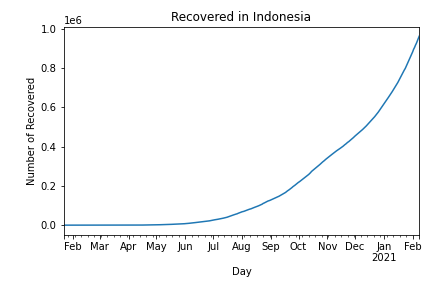 Recovered in Indonesia
1e6
Number of Recovered
1.0
0.8
0.6
0.4
0.2
0.0
Feb Mar Apr May Jun Jul Aug Sep Oct Nov Dec Jan Feb
2021
Day